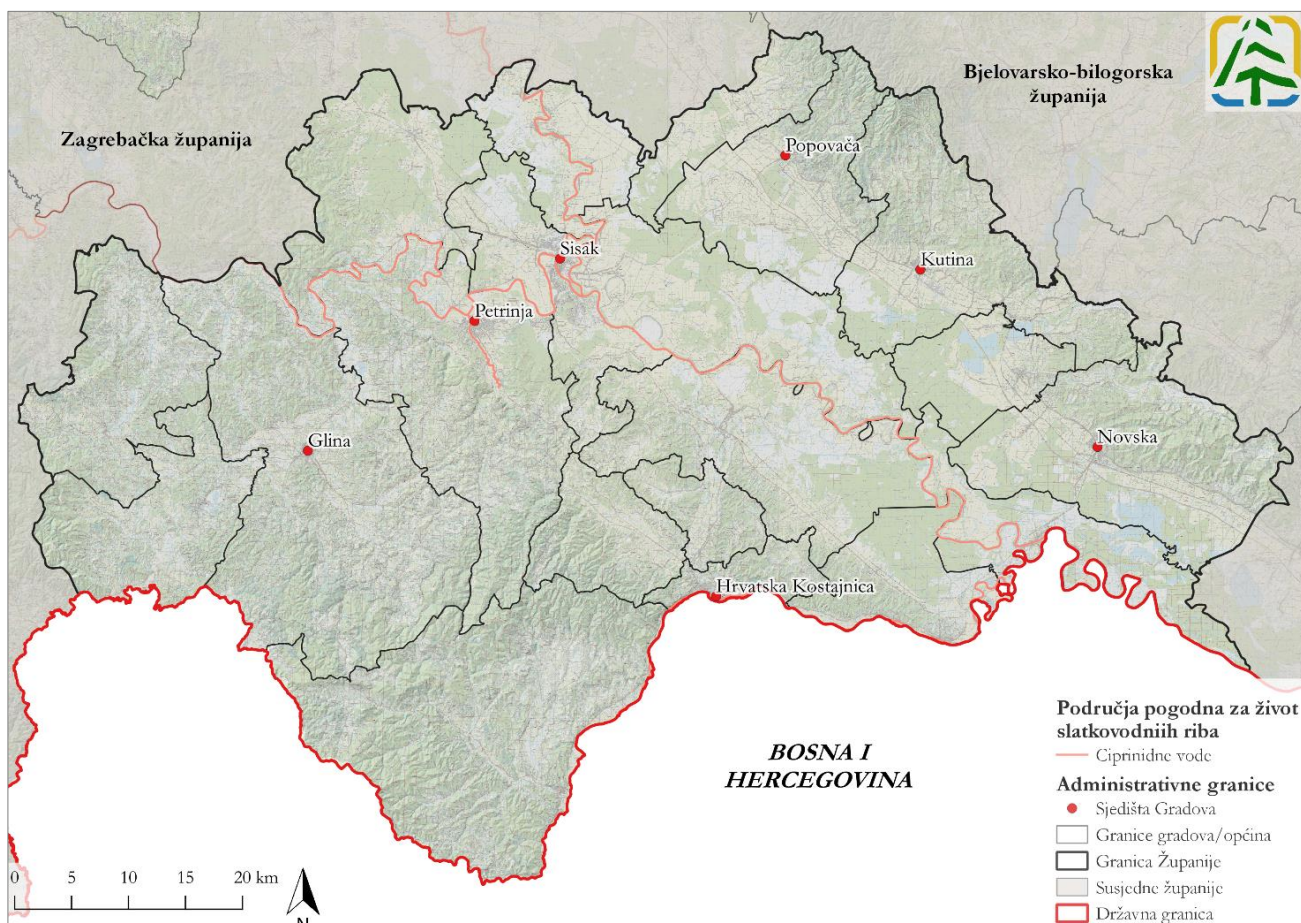 Bjelovarsko-bilogorska
županija
Zagrebačka županija
Popovača
Sisak
Kutina
Petrinja
Glina
Novska
Hrvatska Kostajnica
BOSNA I
HERCEGOVINA
Područja pogodna za život
slatkovodniih riba
Ciprinidne vode
Administrativne granice
Sjedišta Gradova
Granice gradova/općina
Granica Županije
Susjedne županije
Državna granica
0 5 10 15 20 km
N